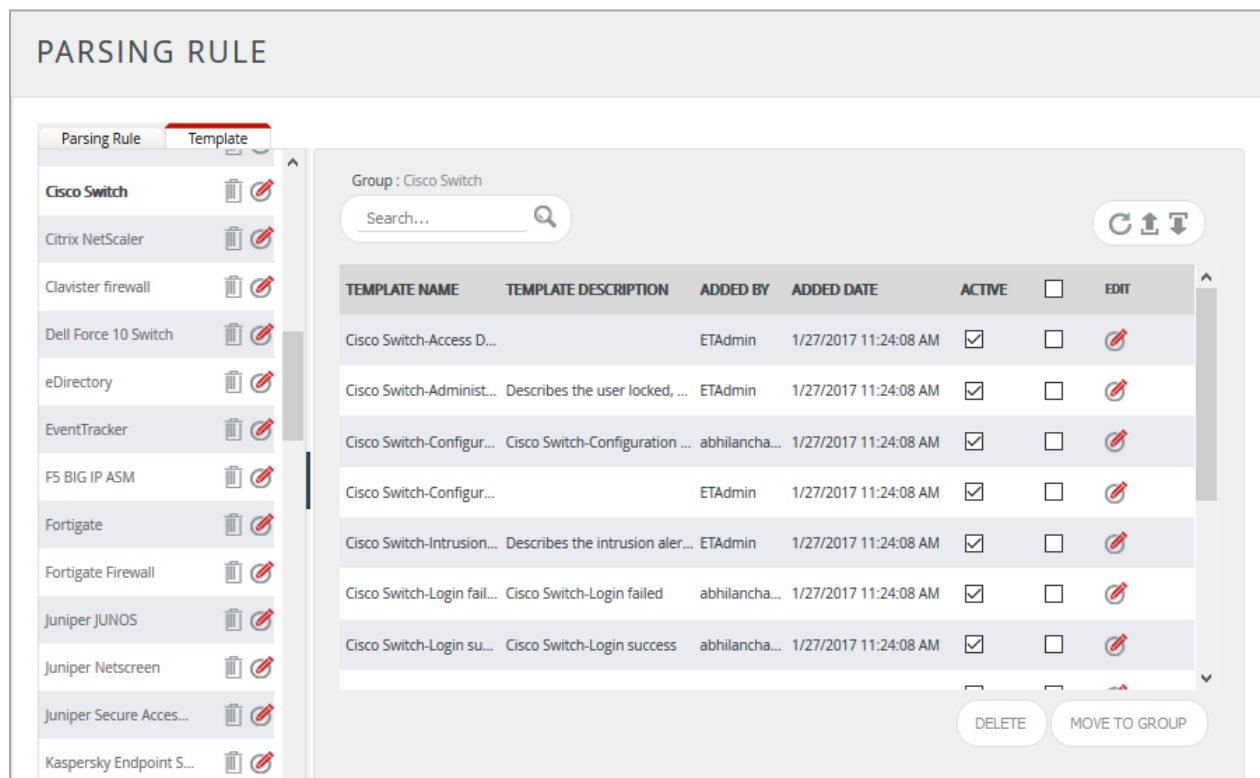 PARSING RULE
Parsing Rule Template
Cisco Switch
Citrix NetScaler
Clavister firewall
Dell Force 10 Switch
eDirectory
EventTracker
F5 BIG IP ASM
Fortigate
Fortigate Firewall
Juniper JUNOS
Juniper Netscreen
Juniper Secure Acces...
Kaspersky Endpoint S...
Group : Cisco Switch
Search...
TEMPLATE NAME TEMPLATE DESCRIPTION ADDED BY ADDED DATE ACTIVE EDIT
Cisco Switch-Access D... ETAdmin 1/27/2017 11:24:08 AM
Cisco Switch-Administ... Describes the user locked, ... ETAdmin 1/27/2017 11:24:08 AM
Cisco Switch-Configur... Cisco Switch-Configuration ... abhilancha... 1/27/2017 11:24:08 AM
Cisco Switch-Configur... ETAdmin 1/27/2017 11:24:08 AM
Cisco Switch-Intrusion... Describes the intrusion aler... ETAdmin 1/27/2017 11:24:08 AM
Cisco Switch-Login fail... Cisco Switch-Login failed abhilancha... 1/27/2017 11:24:08 AM
Cisco Switch-Login su... Cisco Switch-Login success abhilancha... 1/27/2017 11:24:08 AM
DELETE MOVE TO GROUP